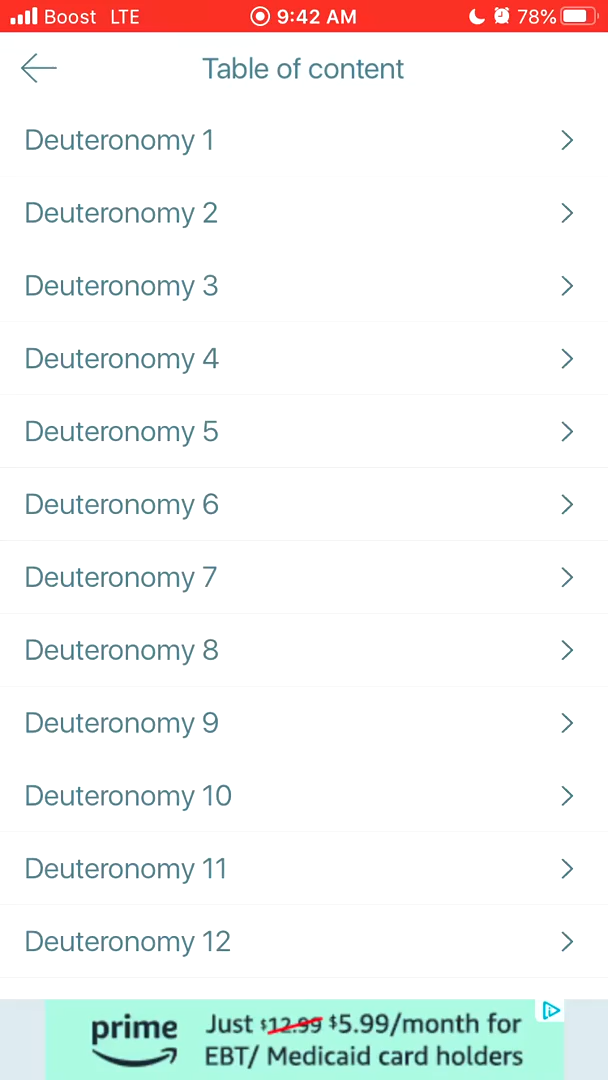 Boost LTE 9:42 AM 78%
Table of content
Deuteronomy 1
Deuteronomy 2
Deuteronomy 3
Deuteronomy 4
Deuteronomy 5
Deuteronomy 6
Deuteronomy 7
Deuteronomy 8
Deuteronomy 9
Deuteronomy 10
Deuteronomy 11
Deuteronomy 12
prime
Just $12.99 $5.99/month for
EBT/ Medicaid card holders